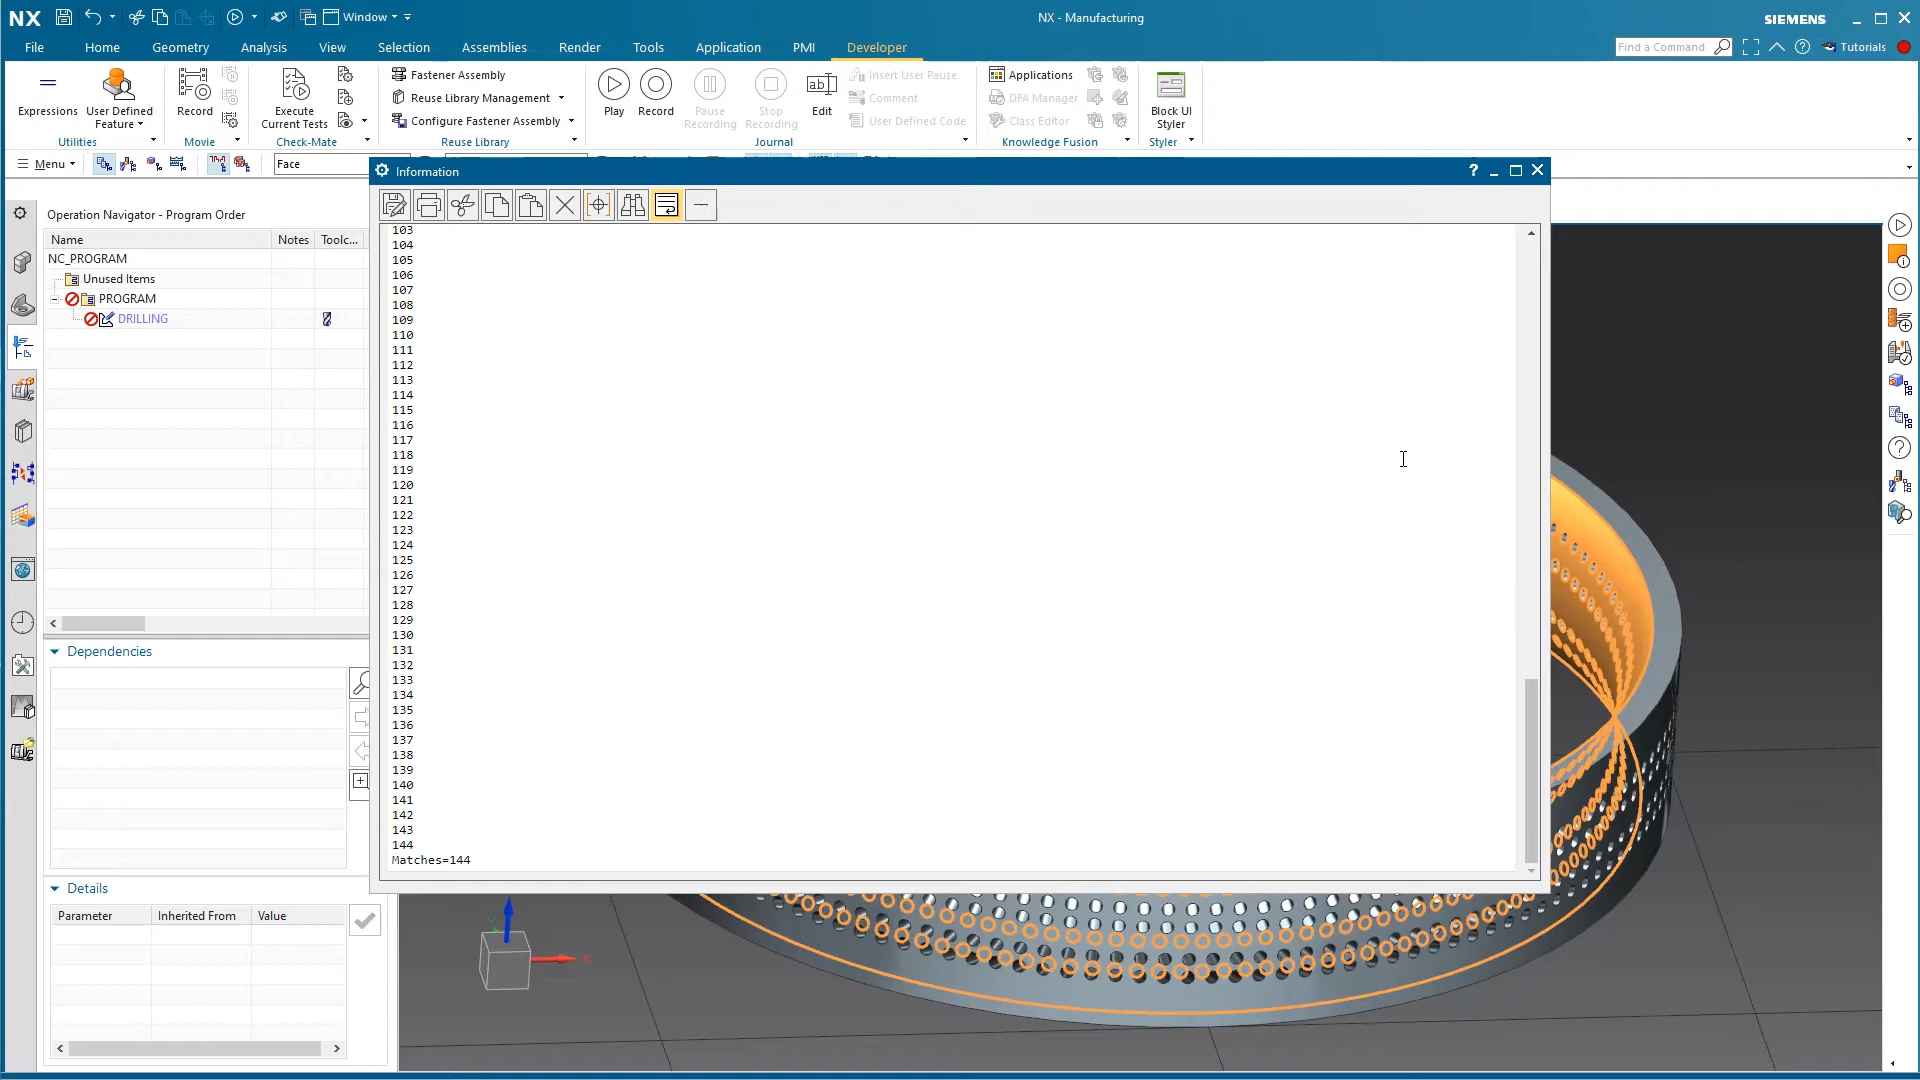 NX
Window
NX - Manufacturing
SIEMENS
File
Home
Geometry
Analysis
View
Selection
Assemblies
Render
Tools
Application
PMI
Developer
Find a Command
Tutorials
Expressions
User Defined
Feature
Utilities
Record
Movie
Execute
Current Tests
Check-Mate
Fastener Assembly
Reuse Library Management
Configure Fastener Assembly
Reuse Library
Play
Record
Pause
Recording
Stop
Recording
Edit
Insert User Pause
Comment
User Defined Code
Journal
Applications
DFA Manager
Class Editor
Knowledge Fusion
Block UI
Styler
Styler
Menu
Face
Information
Operation Navigator - Program Order
Name
Notes
Toolc...
NC_PROGRAM
Unused Items
PROGRAM
DRILLING
Dependencies
Details
Parameter
Inherited From
Value
103
104
105
106
107
108
109
110
111
112
113
114
115
116
117
118
119
120
121
122
123
124
125
126
127
128
129
130
131
132
133
134
135
136
137
138
139
140
141
142
143
144
Matches=144